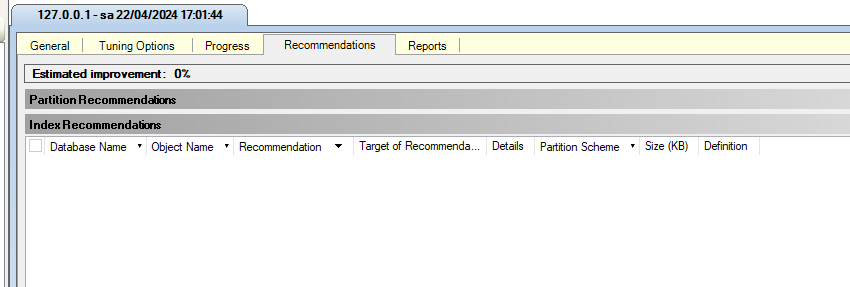 127.0.0.1 - sa 22/04/2024 17:01:44
General Tuning Options Progress Recommendations Reports
Estimated improvement: 0%
Partition Recommendations
Index Recommendations
Database Name Object Name Recommendation Target of Recommenda... Details Partition Scheme Size (KB) Definition